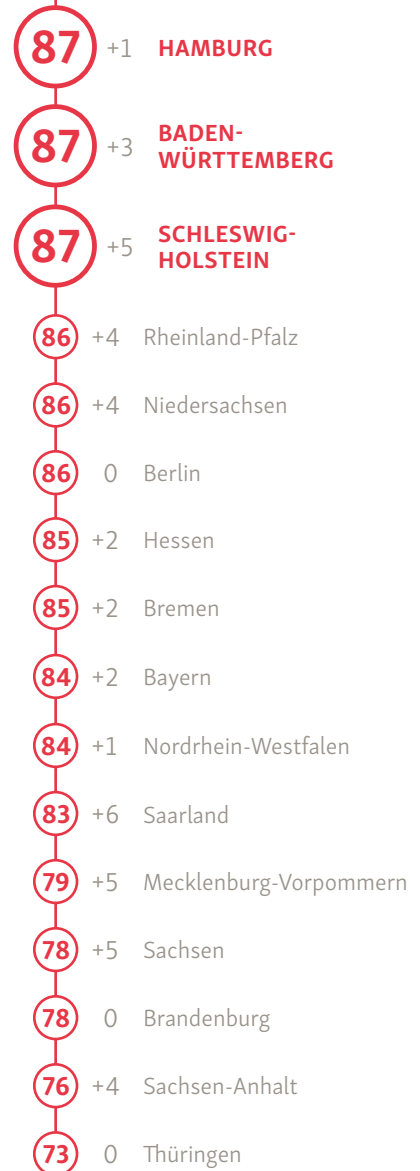 87 +1 HAMBURG
87 +3 BADEN-
WÜRTTEMBERG
87 +5 SCHLESWIG-
HOLSTEIN
86 +4 Rheinland-Pfalz
86 +4 Niedersachsen
86 0 Berlin
85 +2 Hessen
85 +2 Bremen
84 +2 Bayern
84 +1 Nordrhein-Westfalen
83 +6 Saarland
79 +5 Mecklenburg-Vorpommern
78 +5 Sachsen
78 0 Brandenburg
76 +4 Sachsen-Anhalt
73 0 Thüringen